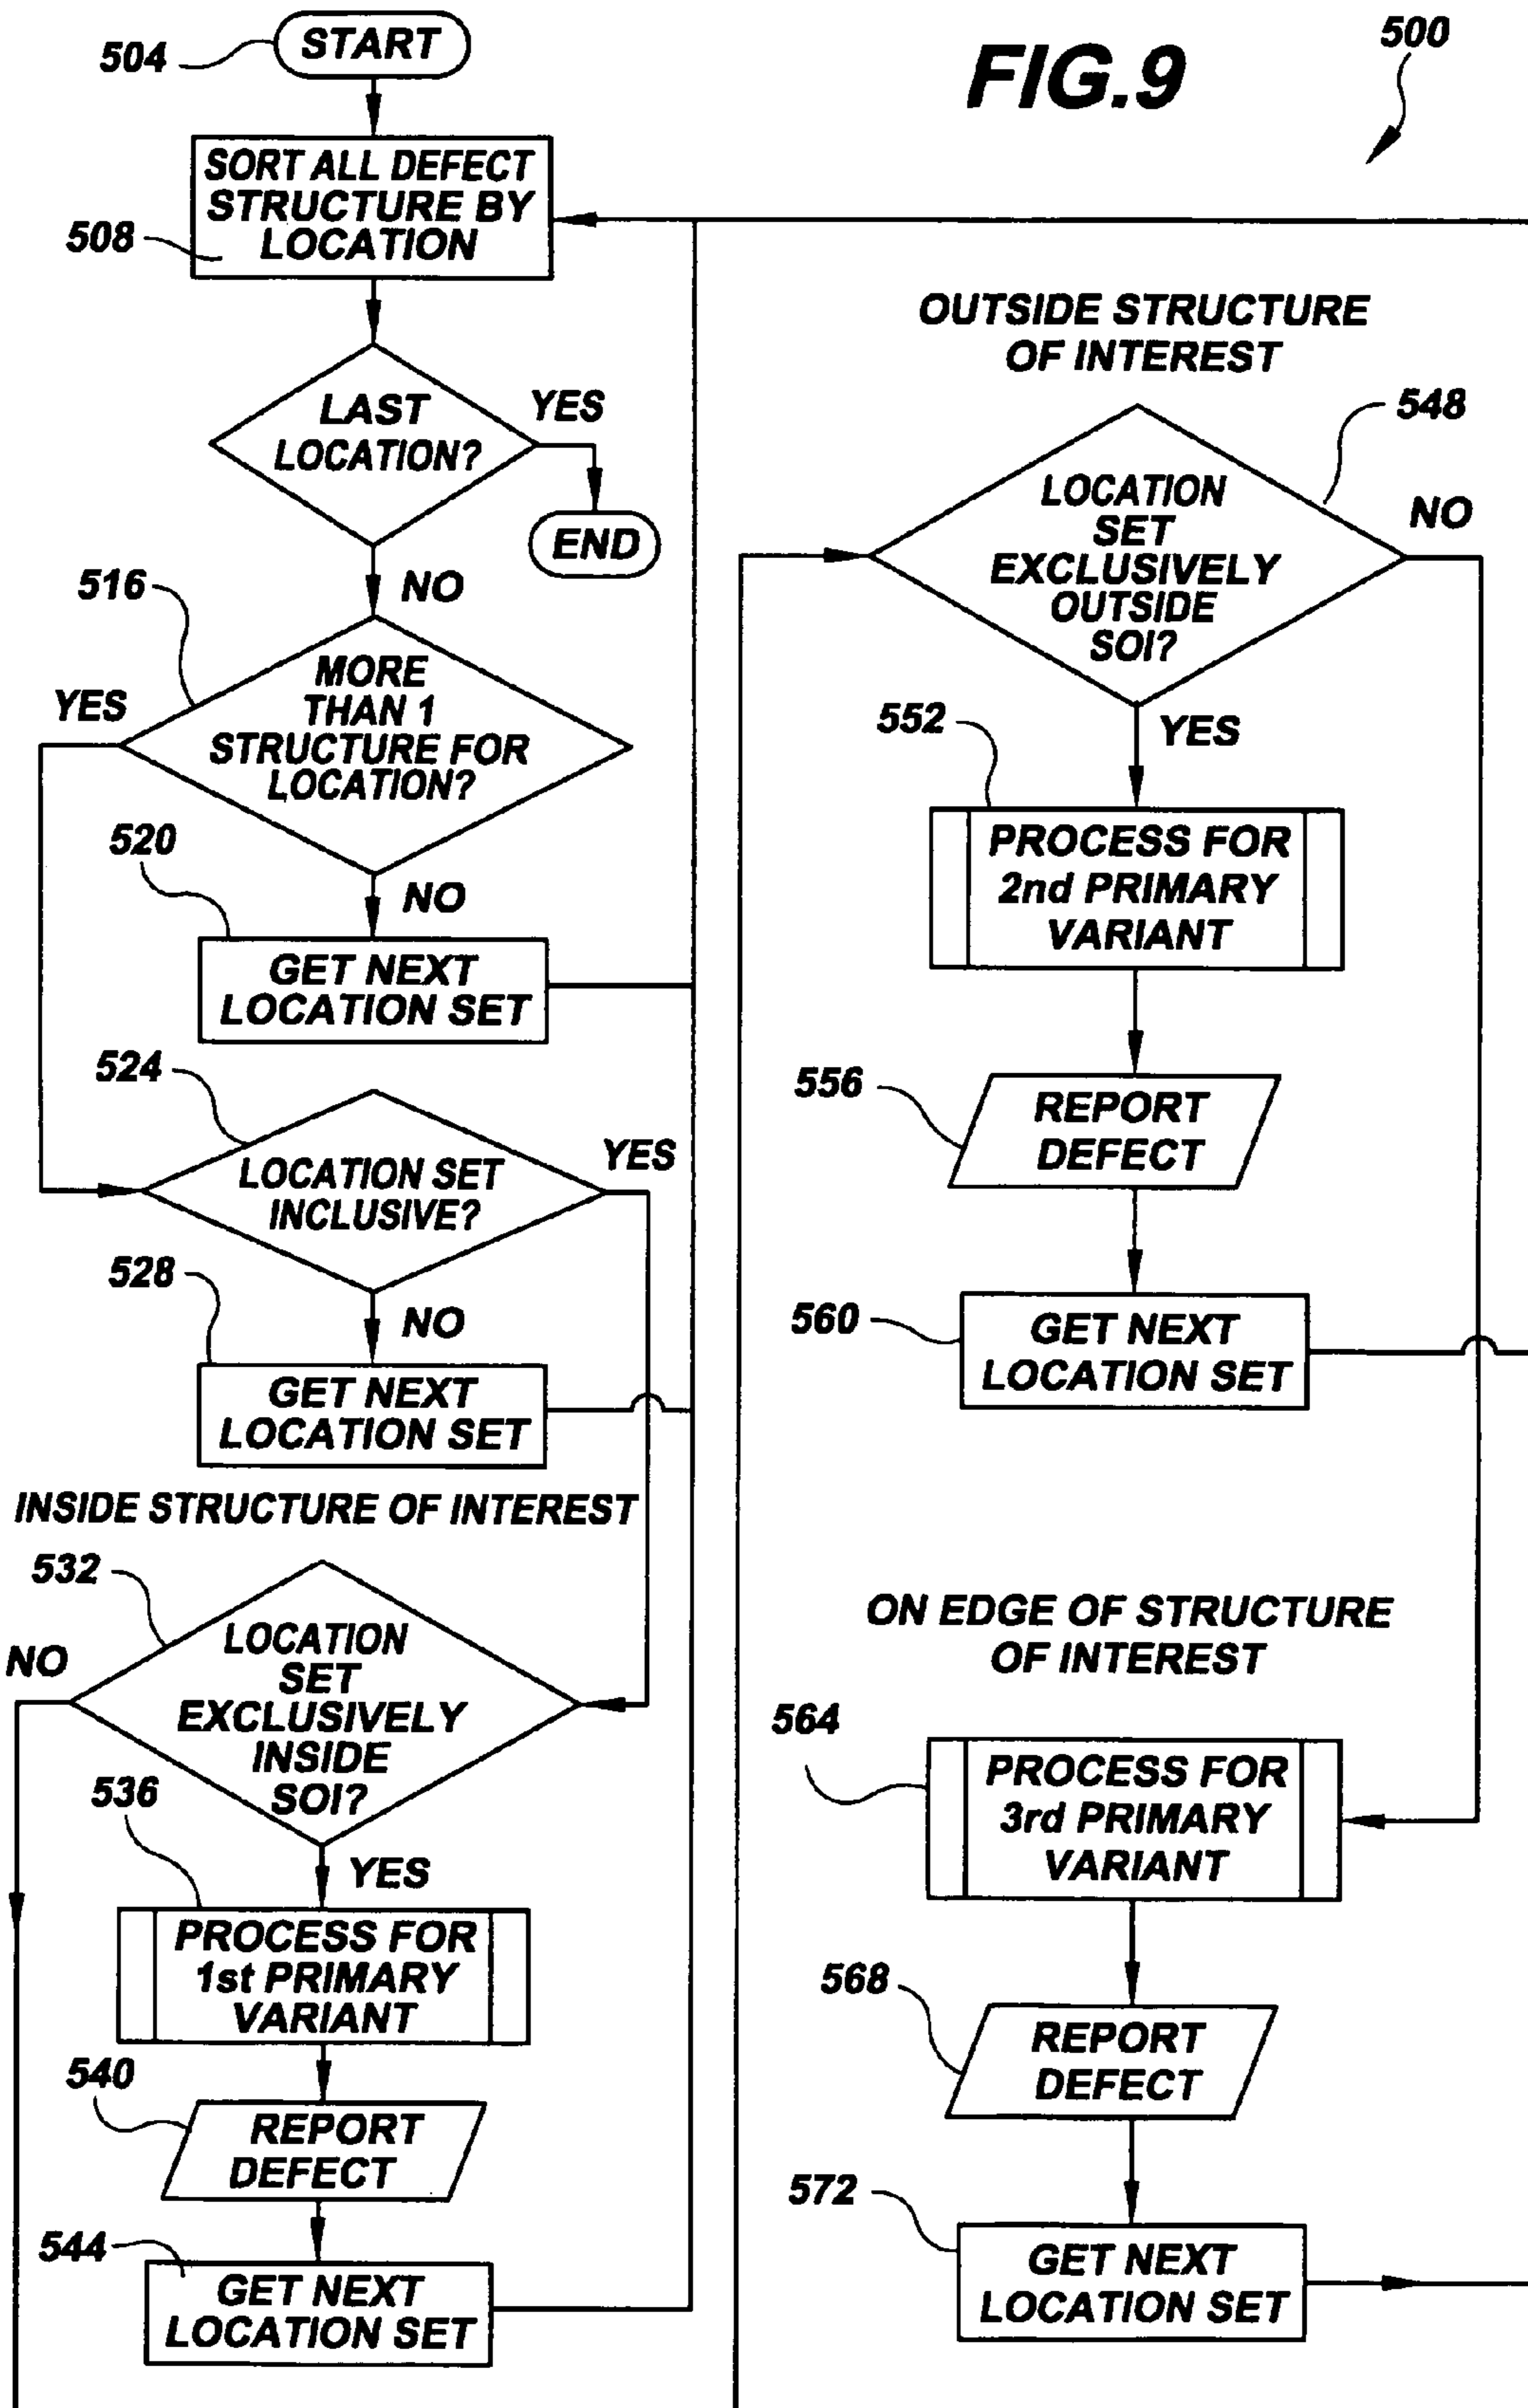 FIG.9
500
504
START
SORT ALL DEFECT
STRUCTURE BY
LOCATION
508
LAST
LOCATION?
YES
END
NO
516
MORE
THAN 1
STRUCTURE FOR
LOCATION?
YES
NO
520
GET NEXT
LOCATION SET
524
LOCATION SET
INCLUSIVE?
YES
NO
528
GET NEXT
LOCATION SET
INSIDE STRUCTURE OF INTEREST
532
LOCATION
SET
EXCLUSIVELY
INSIDE
SOI?
NO
YES
536
PROCESS FOR
1st PRIMARY
VARIANT
540
REPORT
DEFECT
544
GET NEXT
LOCATION SET
OUTSIDE STRUCTURE
OF INTEREST
548
LOCATION
SET
EXCLUSIVELY
OUTSIDE
SOI?
NO
YES
552
PROCESS FOR
2nd PRIMARY
VARIANT
556
REPORT
DEFECT
560
GET NEXT
LOCATION SET
ON EDGE OF STRUCTURE
OF INTEREST
564
PROCESS FOR
3rd PRIMARY
VARIANT
568
REPORT
DEFECT
572
GET NEXT
LOCATION SET